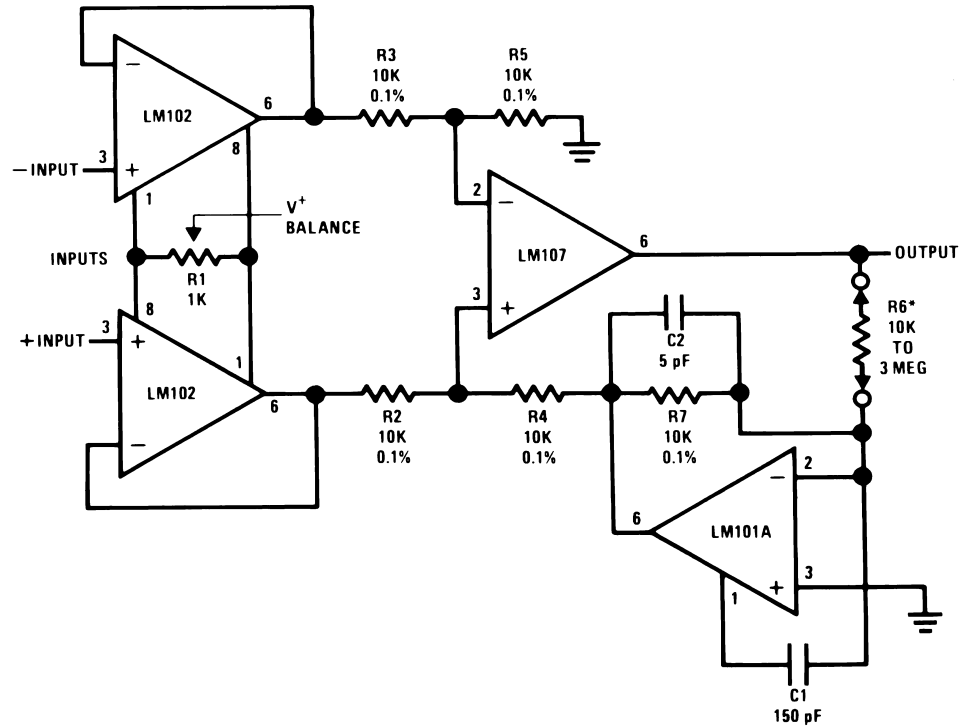 R3
10K
0.1%
R5
10K
0.1%
−
LM102
6
8
3
+
−INPUT
1
V+
BALANCE
INPUTS
R1
1K
2
−
LM107
6
OUTPUT
3
+
8
3
+INPUT
+
1
LM102
6
−
C2
5 pF
R6*
10K
TO
3 MEG
R2
10K
0.1%
R4
10K
0.1%
R7
10K
0.1%
2
−
6
LM101A
3
+
1
C1
150 pF